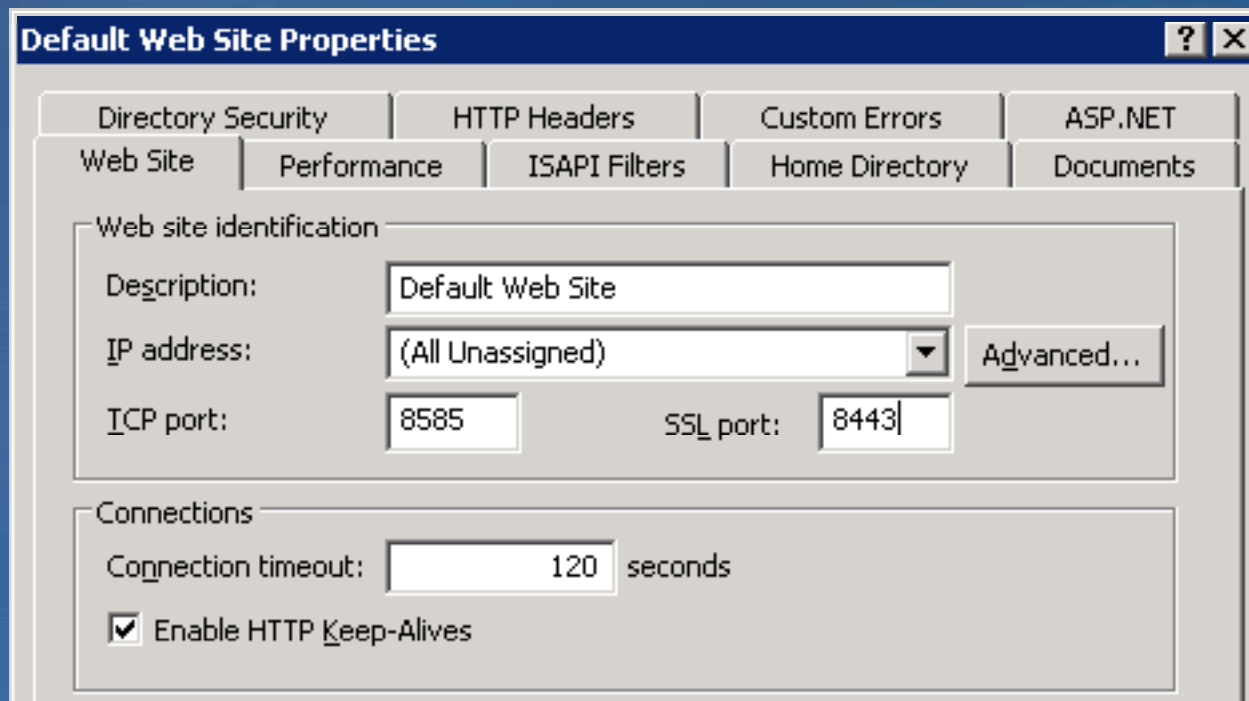 Default Web Site Properties
Directory Security HTTP Headers Custom Errors ASP.NET
Web Site Performance ISAPI Filters Home Directory Documents
Web site identification
Description: Default Web Site
IP address: (All Unassigned) Advanced...
TCP port: 8585 SSL port: 8443
Connections
Connection timeout: 120 seconds
Enable HTTP Keep-Alives